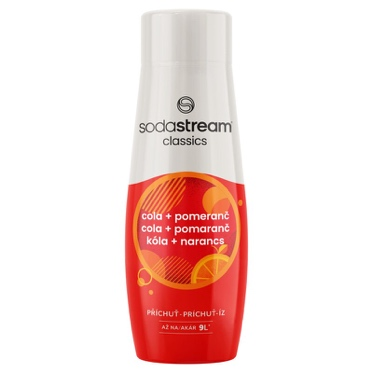 sodastream
classics
cola + pomeranč
cola + pomaranč
kóla + narancs
PŘÍCHUŤ-PRÍCHUŤ-ÍZ
AŽ NA/AKÁR 9L*